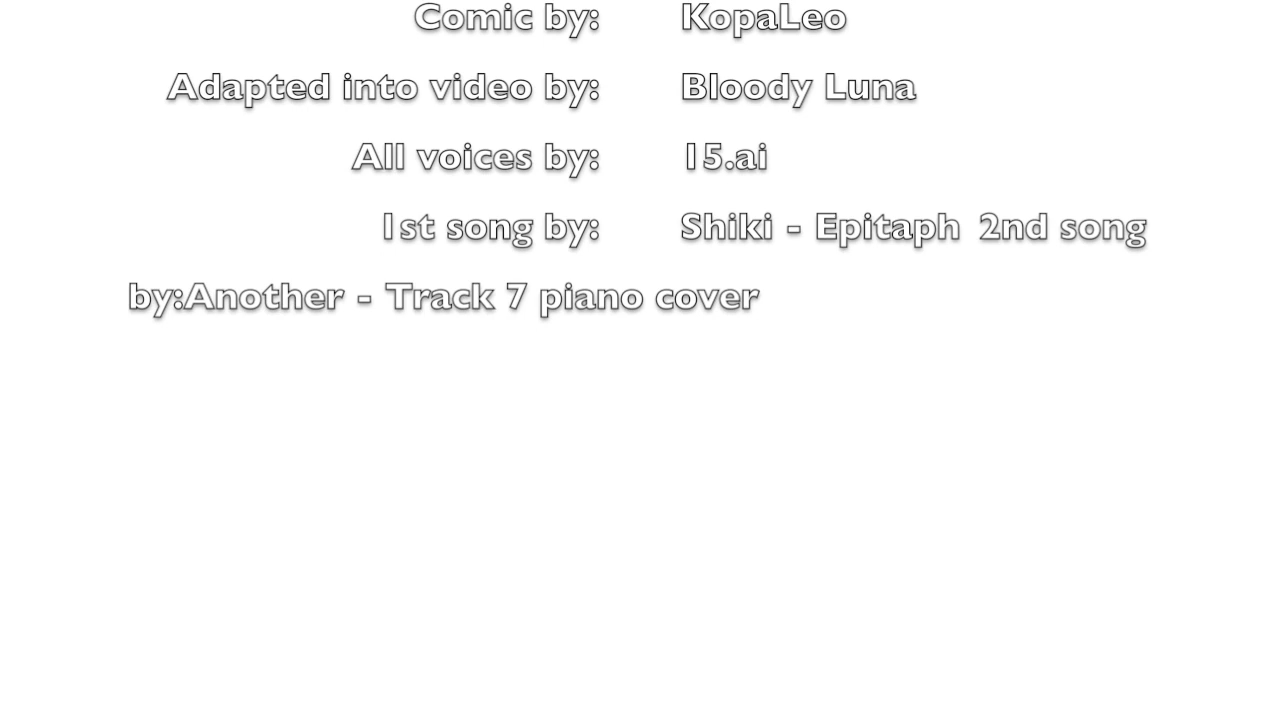 Comic by: KopaLeo
Adapted into video by: Bloody Luna
All voices by: 15.ai
1st song by: Shiki - Epitaph 2nd song
by:Another - Track 7 piano cover